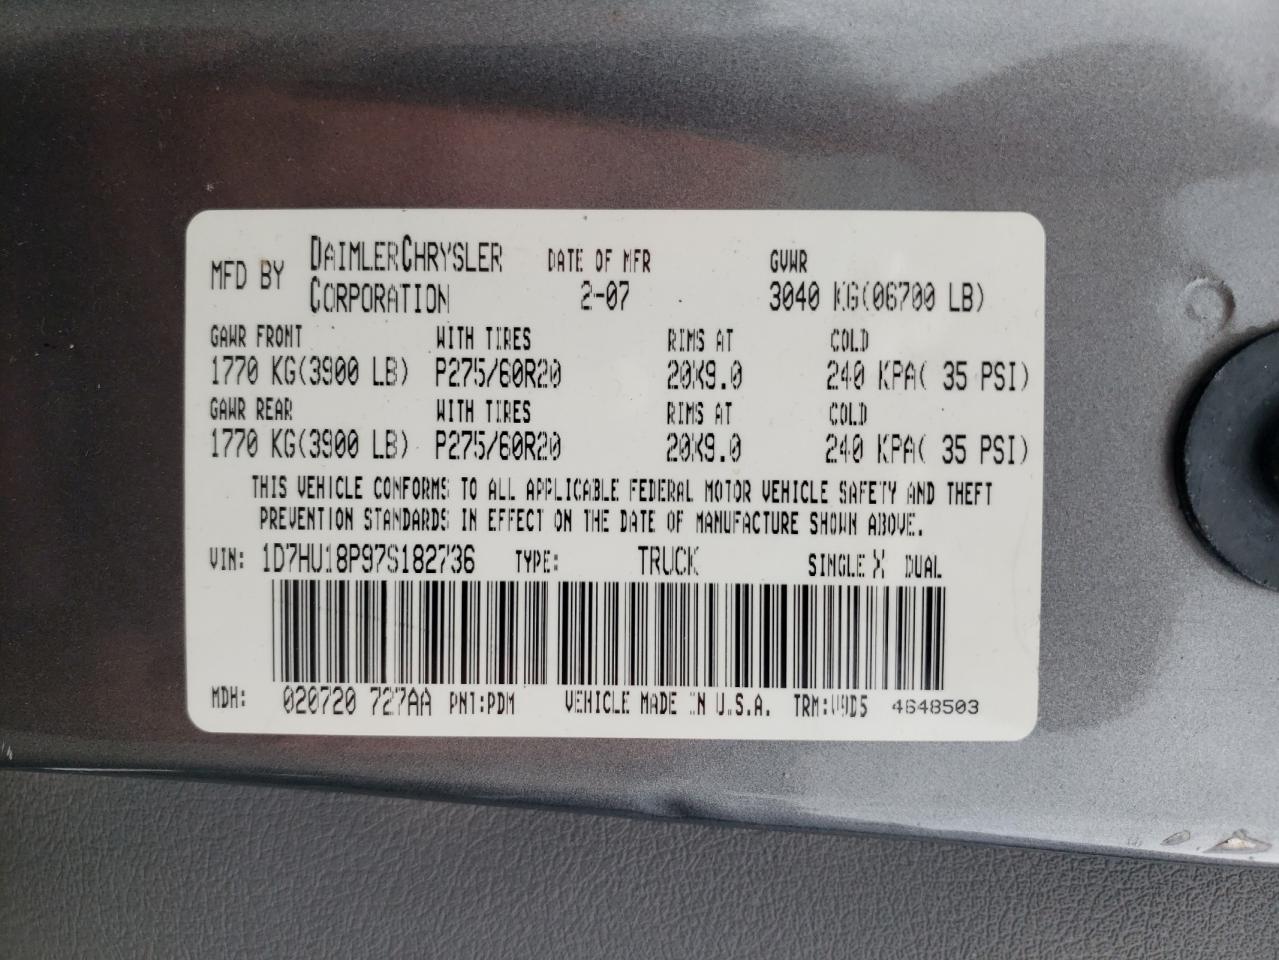 MFD BY DAIMLERCHRYSLER CORPORATION DATE OF MFR 2-07 GVWR 3040 KG(06700 LB)
GAWR FRONT WITH TIRES RIMS AT COLD
1770 KG(3900 LB) P275/60R20 20X9.0 240 KPA( 35 PSI)
GAWR REAR WITH TIRES RIMS AT COLD
1770 KG(3900 LB) P275/60R20 20X9.0 240 KPA( 35 PSI)
THIS VEHICLE CONFORMS TO ALL APPLICABLE FEDERAL MOTOR VEHICLE SAFETY AND THEFT
PREVENTION STANDARDS IN EFFECT ON THE DATE OF MANUFACTURE SHOWN ABOVE.
VIN: 1D7HU18P97S182736 TYPE: TRUCK SINGLE X DUAL
MDH: 020720 727AA PNT:PDM VEHICLE MADE IN U.S.A. TRM: 4648503